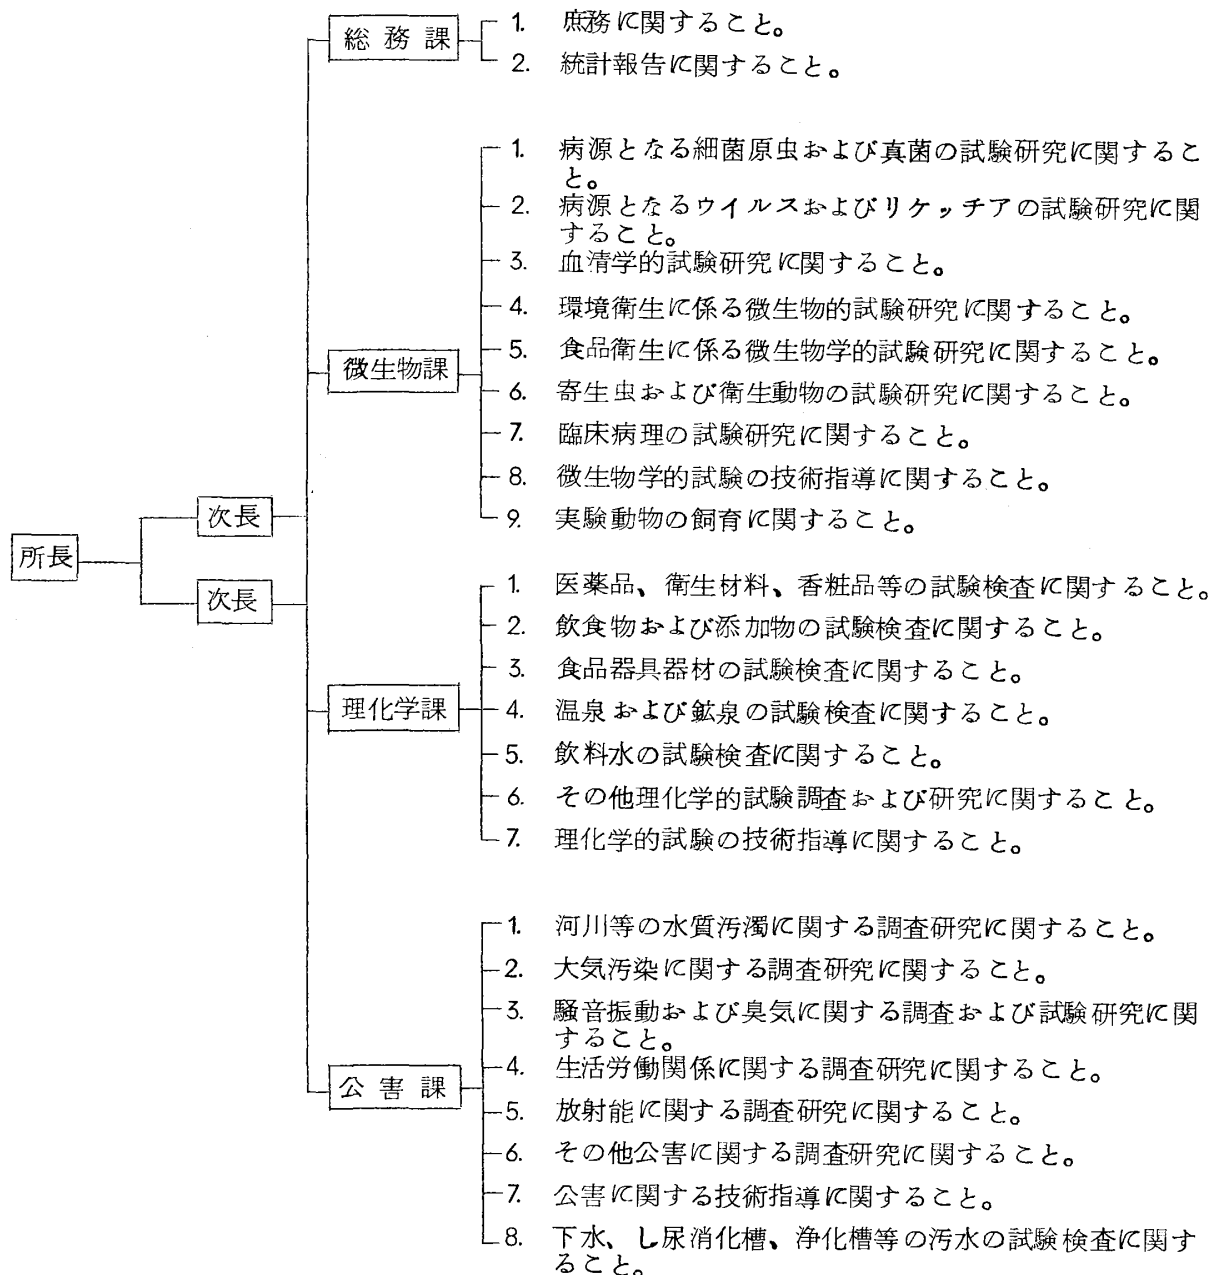 総務課
1. 庶務に関すること。
2. 統計報告に関すること。
1. 病源となる細菌原虫および真菌の試験研究に関するこ
と。
2. 病源となるウイルスおよびリケッチアの試験研究に関
すること。
3. 血清学的試験研究に関すること。
4. 環境衛生に係る微生物的試験研究に関すること。
微生物課
5. 食品衛生に係る微生物学的試験研究に関すること。
6. 寄生虫および衛生動物の試験研究に関すること。
7. 臨床病理の試験研究に関すること。
8. 微生物学的試験の技術指導に関すること。
9. 実験動物の飼育に関すること。
次長
所長
次長
1. 医薬品、衛生材料、香粧品等の試験検査に関すること。
2. 飲食物および添加物の試験検査に関すること。
3. 食品器具器材の試験検査に関すること。
理化学課
4. 温泉および鉱泉の試験検査に関すること。
5. 飲料水の試験検査に関すること。
6. その他理化学的試験調査および研究に関すること。
7. 理化学的試験の技術指導に関すること。
1. 河川等の水質汚濁に関する調査研究に関すること。
2. 大気汚染に関する調査研究に関すること。
3. 騒音振動および臭気に関する調査および試験研究に関
すること。
4. 生活労働関係に関する調査研究に関すること。
公害課
5. 放射能に関する調査研究に関すること。
6. その他公害に関する調査研究に関すること。
7. 公害に関する技術指導に関すること。
8. 下水、し尿消化槽、浄化槽等の汚水の試験検査に関す
ること。